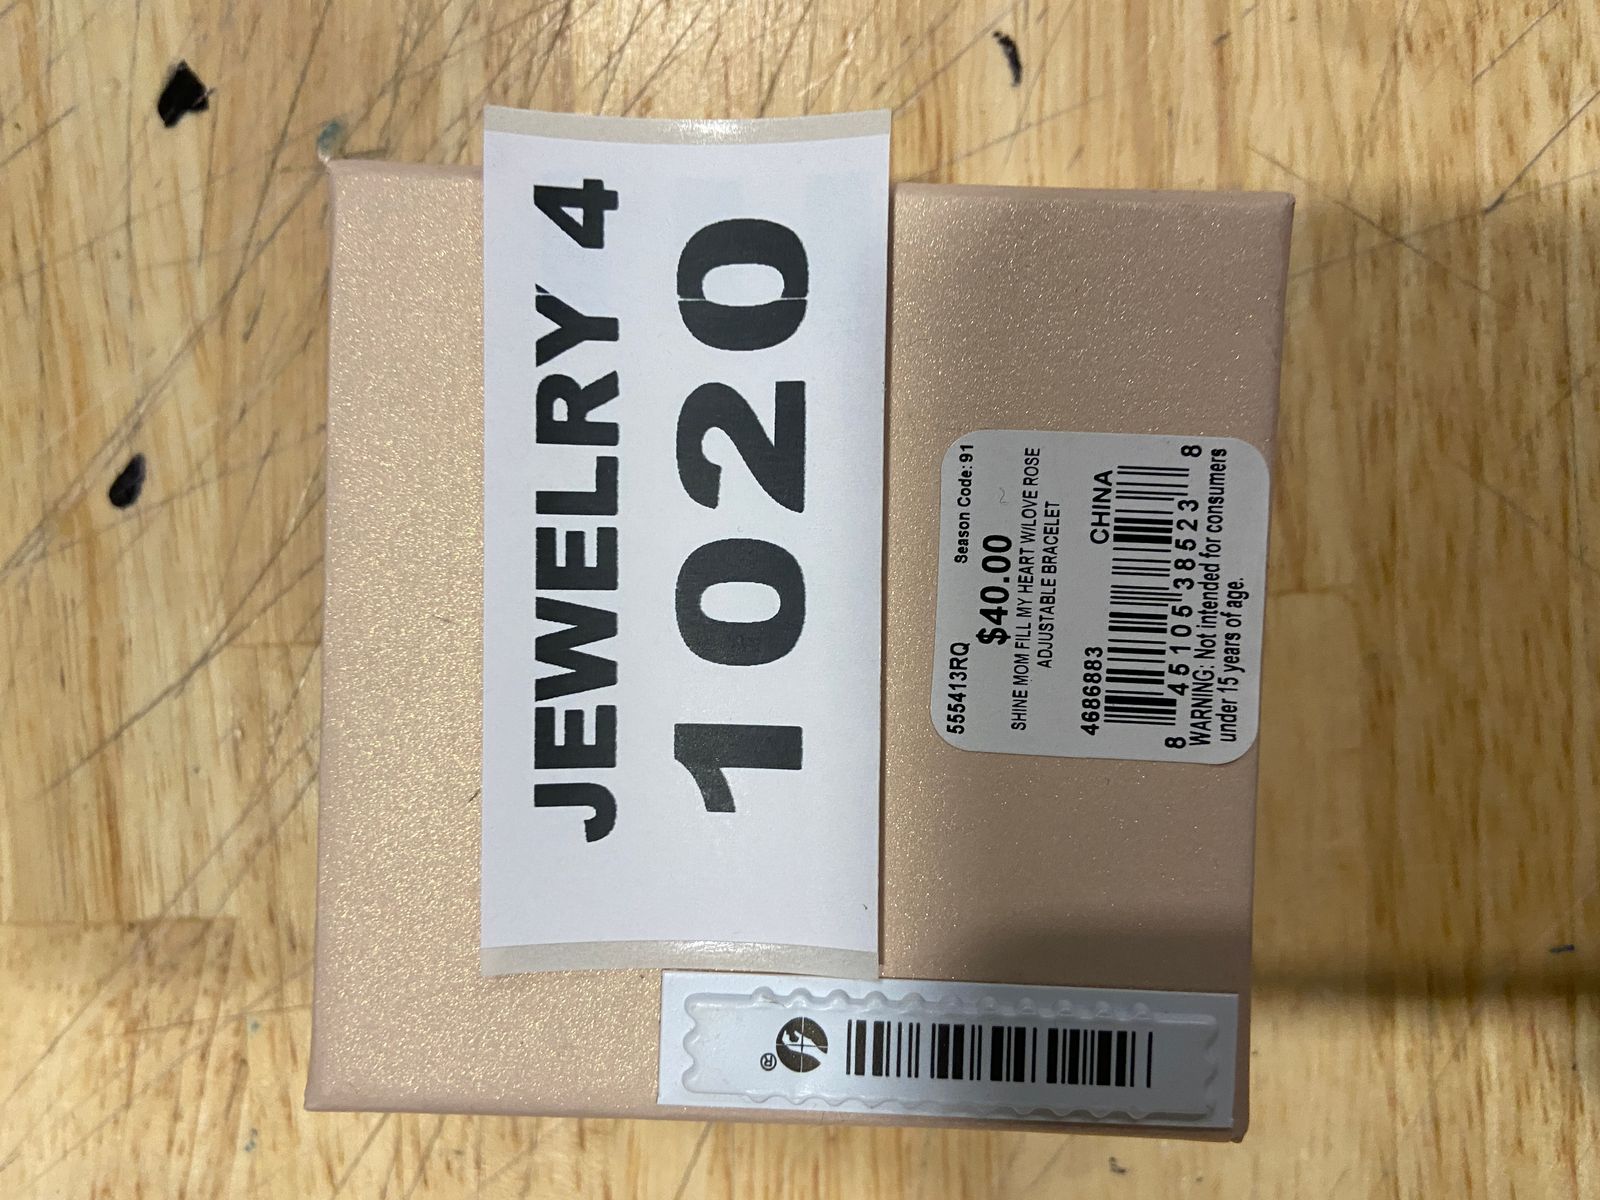 JEWELRY 4
1020
555413RQ Season Code: 91
$40.00
SHINE MOM FILL MY HEART W/LOVE ROSE
ADJUSTABLE BRACELET
4686883 CHINA
8 45105 38523 8
WARNING: Not intended for consumers
under 15 years of age.
®